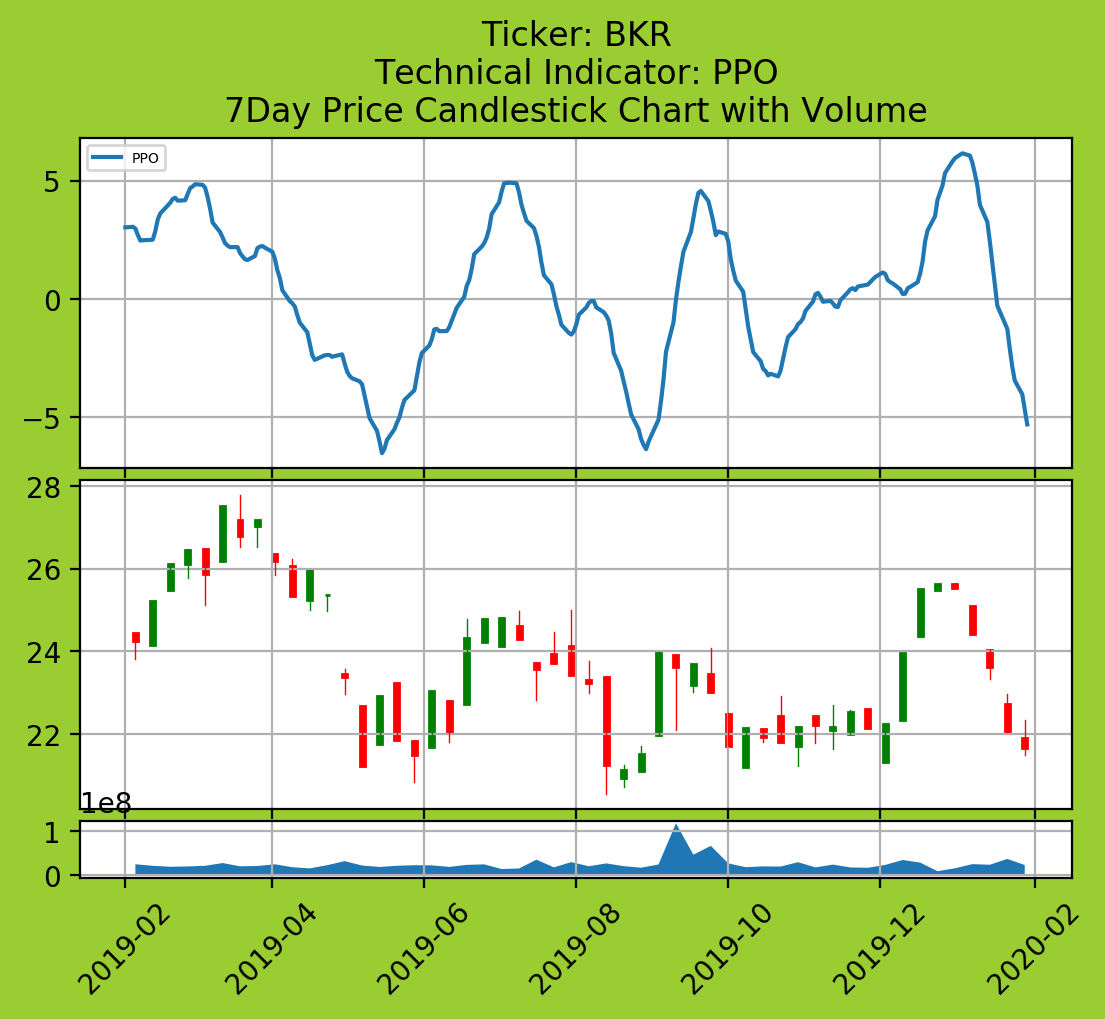 Ticker: BKR
Technical Indicator: PPO
7Day Price Candlestick Chart with Volume
PPO
5
0
−5
28
26
24
22
1e8
1
0
2019-02 2019-04 2019-06 2019-08 2019-10 2019-12 2020-02